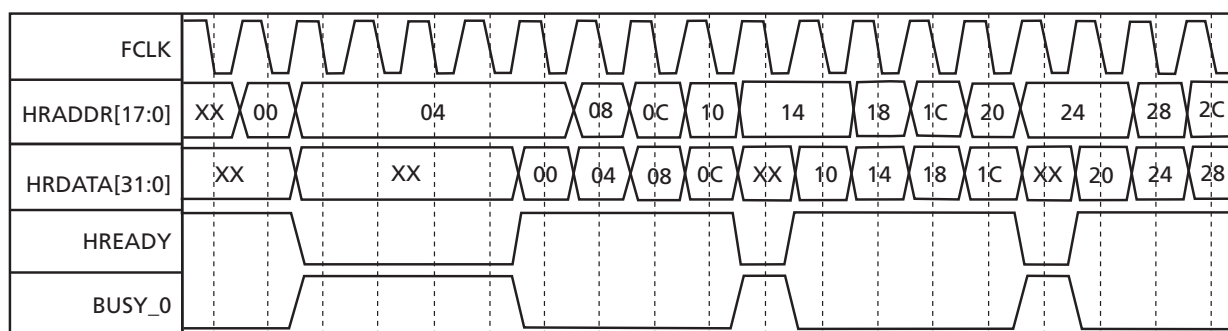 FCLK
HRADDR[17:0] XX 00 04 08 0C 10 14 18 1C 20 24 28 2C
HRDATA[31:0] XX XX 00 04 08 0C XX 10 14 18 1C XX 20 24 28
HREADY
BUSY_0